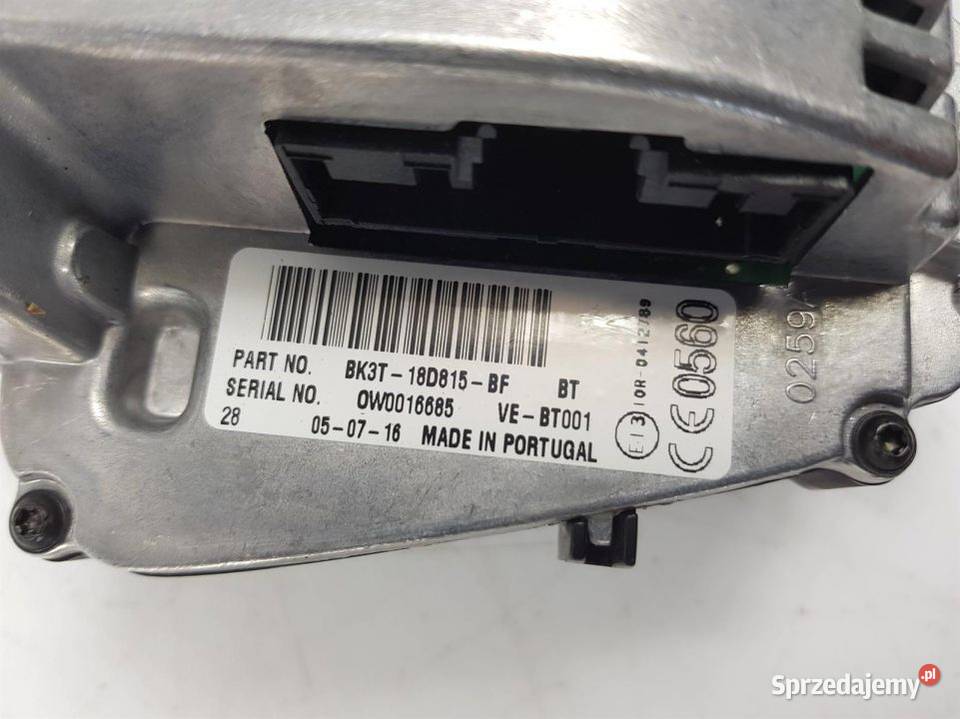 PART NO. BK3T-18D815-BF BT
SERIAL NO. OW0016685 VE-BT001
28 05-07-16 MADE IN PORTUGAL
E13 10R-0412789
CE0560
0259
Sprzedajemy.pl